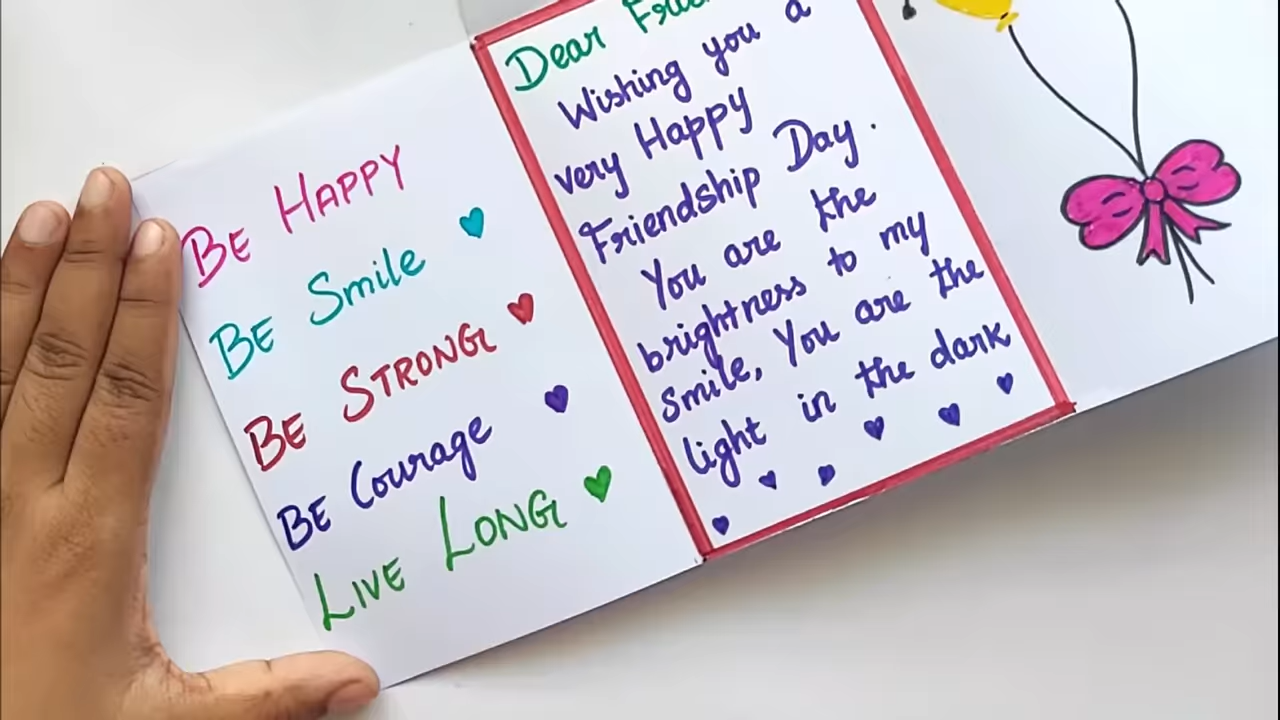 BE HAPPY
BE Smile
BE STRONG
BE Courage
LIVE LONG
Dear
Wishing you a
very Happy
Friendship Day.
You are the
brightness to my
Smile, You are the
light in the dark